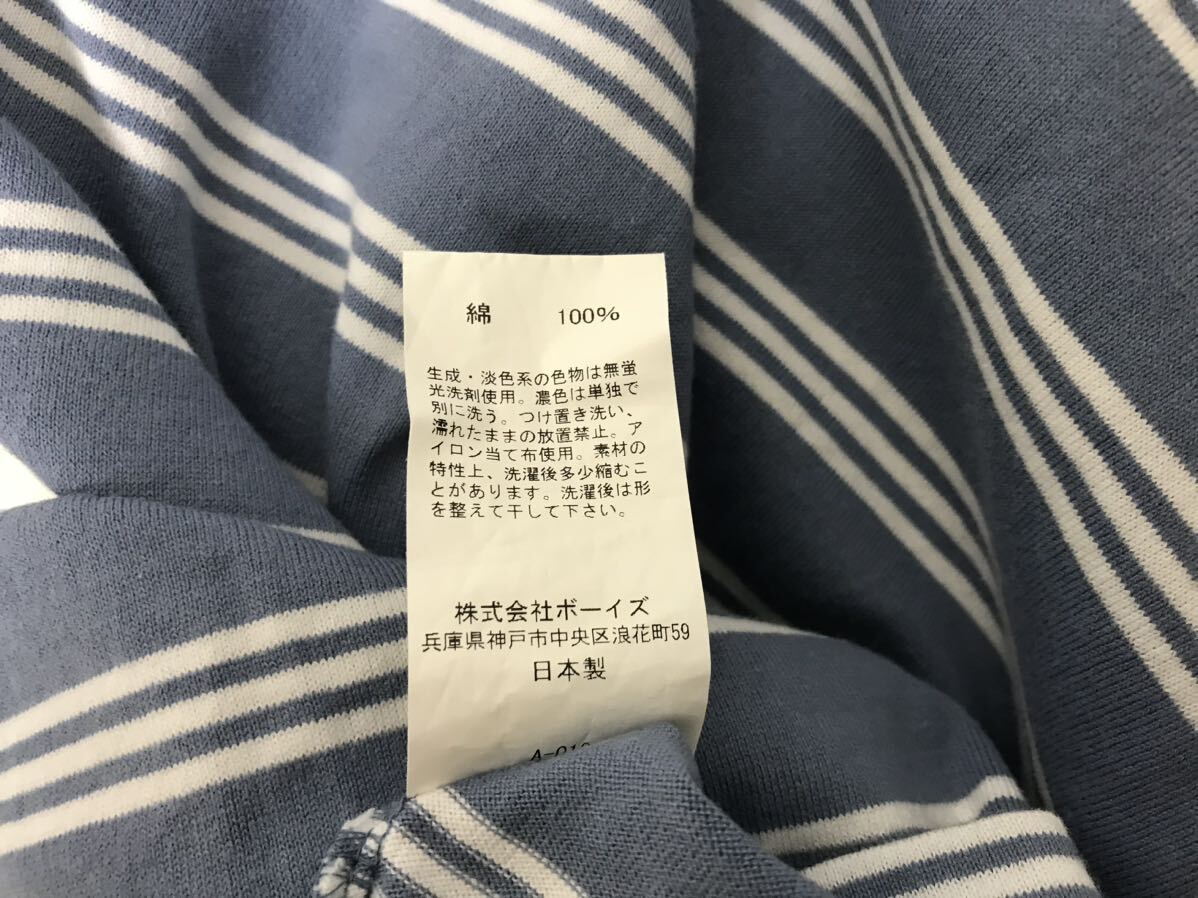 綿 100%
生成・淡色系の色物は無蛍
光洗剤使用。濃色は単独で
別に洗う。つけ置き洗い、
濡れたままの放置禁止。ア
イロン当て布使用。素材の
特性上、洗濯後多少縮むこ
とがあります。洗濯後は形
を整えて干して下さい。
株式会社ボーイズ
兵庫県神戸市中央区浪花町59
日本製